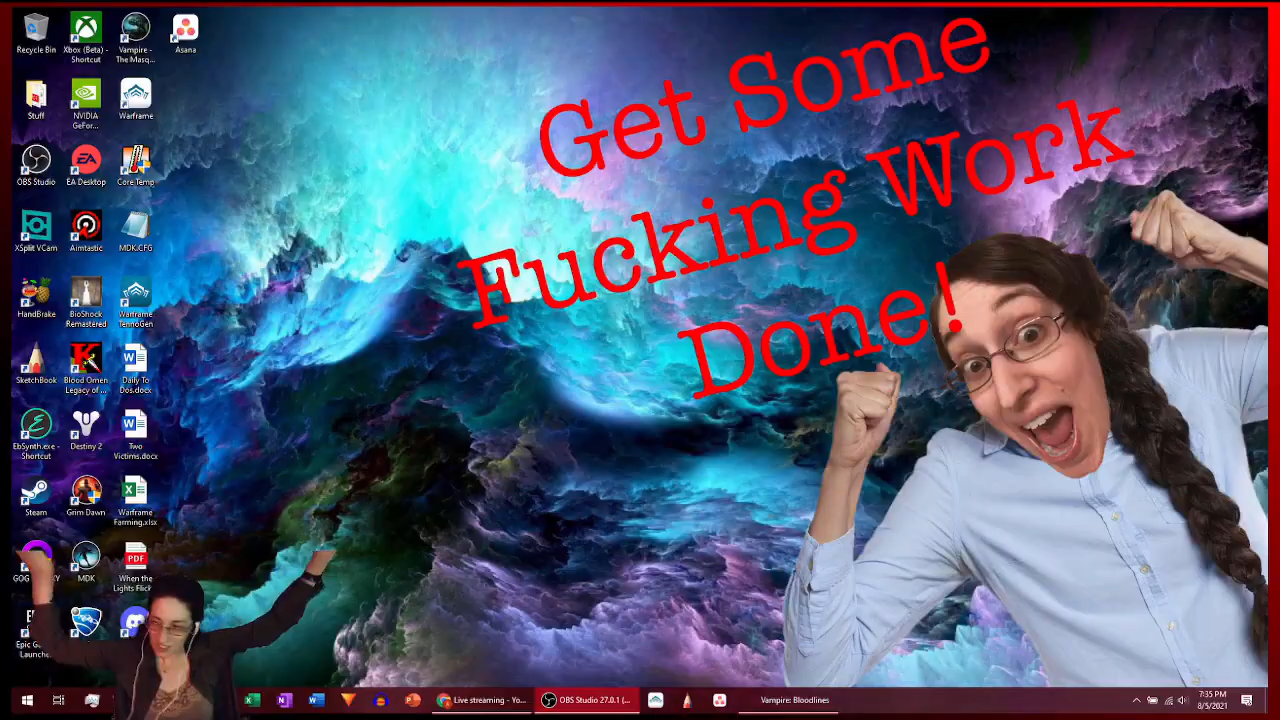 Get Some
Fucking Work
Done!
Recycle Bin
Xbox (Beta) - Shortcut
Vampire - The Masq...
Asana
Stuff
NVIDIA GeFor...
Warframe
OBS Studio
EA Desktop
Core Temp
XSplit VCam
Aimtastic
MDK.CFG
HandBrake
BioShock Remastered
Warframe TennoGen
SketchBook
Blood Omen Legacy of ...
Daily To Dos.docx
EbSynth.exe - Shortcut
Destiny 2
Two Victims.docx
Steam
Grim Dawn
Warframe Farming.xlsx
GOG
MDK
PDF
When the Lights Flick
Epic
Launche
Live streaming - Yo...
OBS Studio 27.0.1 (...
Vampire: Bloodlines
7:35 PM
8/5/2021